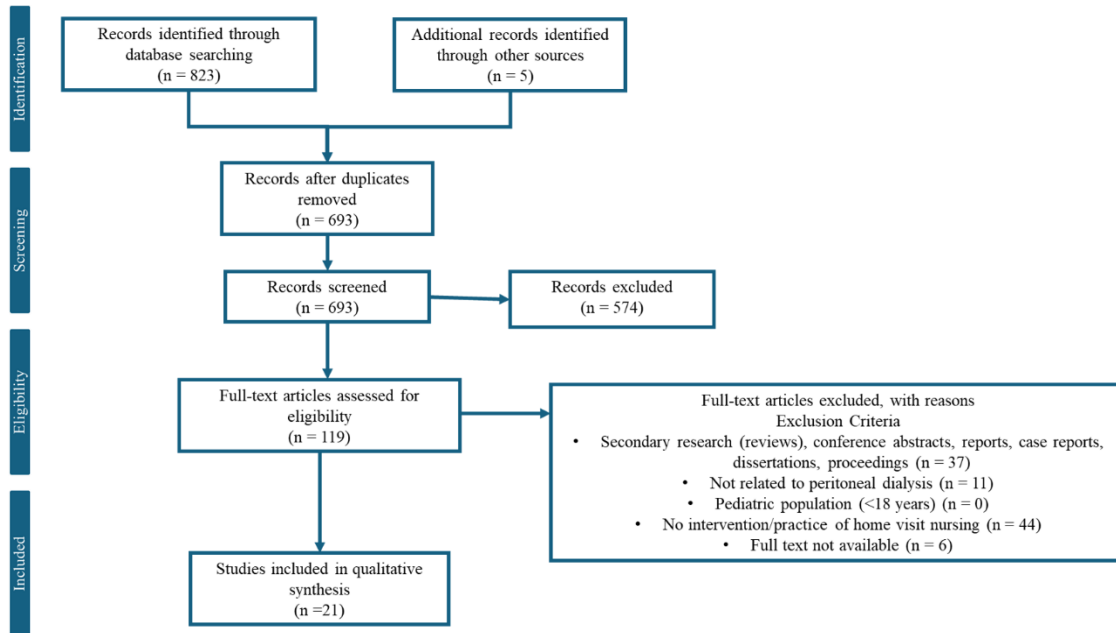 Identification
Records identified through
database searching
(n = 823)
Additional records identified
through other sources
(n = 5)
Screening
Records after duplicates
removed
(n = 693)
Records screened
(n = 693)
Records excluded
(n = 574)
Eligibility
Full-text articles assessed for
eligibility
(n = 119)
Full-text articles excluded, with reasons
Exclusion Criteria
• Secondary research (reviews), conference abstracts, reports, case reports,
dissertations, proceedings (n = 37)
• Not related to peritoneal dialysis (n = 11)
• Pediatric population (<18 years) (n = 0)
• No intervention/practice of home visit nursing (n = 44)
• Full text not available (n = 6)
Included
Studies included in qualitative
synthesis
(n =21)